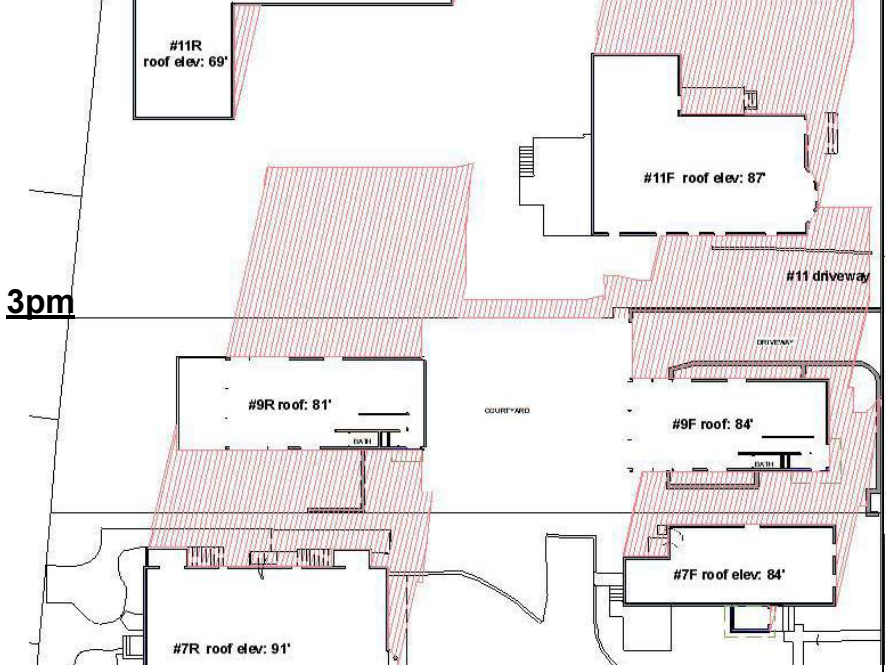 #11R
roof elev: 69'
#11F roof elev: 87'
#11 driveway
3pm
DRIVEWAY
#9R roof: 81'
COURTYARD
#9F roof: 84'
BATH
BATH
#7F roof elev: 84'
#7R roof elev: 91'